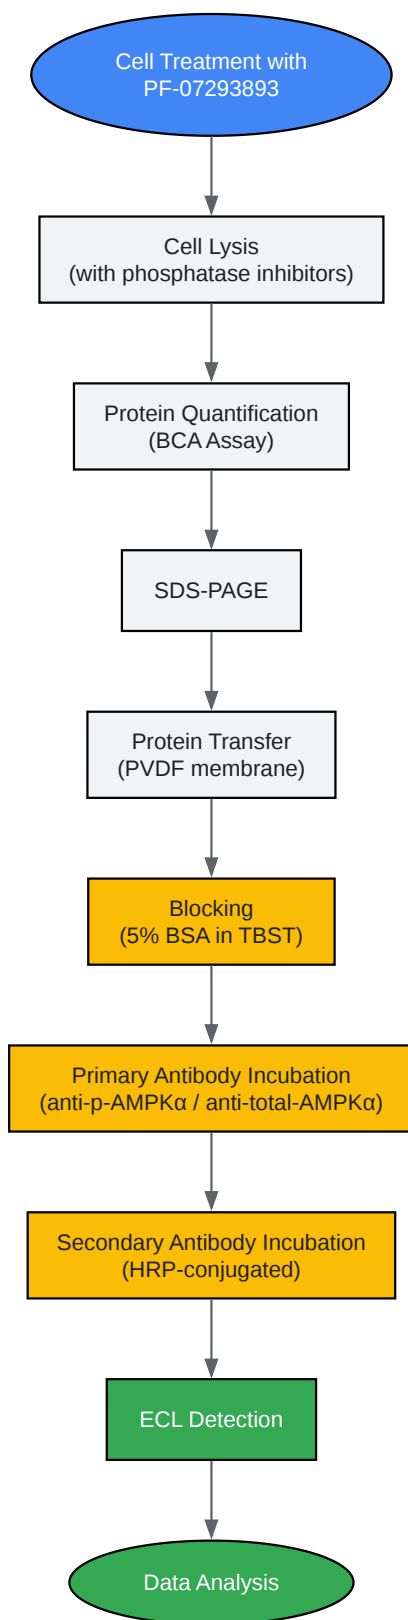 Cell Treatment with
PF-07293893
Cell Lysis
(with phosphatase inhibitors)
Protein Quantification
(BCA Assay)
SDS-PAGE
Protein Transfer
(PVDF membrane)
Blocking
(5% BSA in TBST)
Primary Antibody Incubation
(anti-p-AMPKα / anti-total-AMPKα)
Secondary Antibody Incubation
(HRP-conjugated)
ECL Detection
Data Analysis